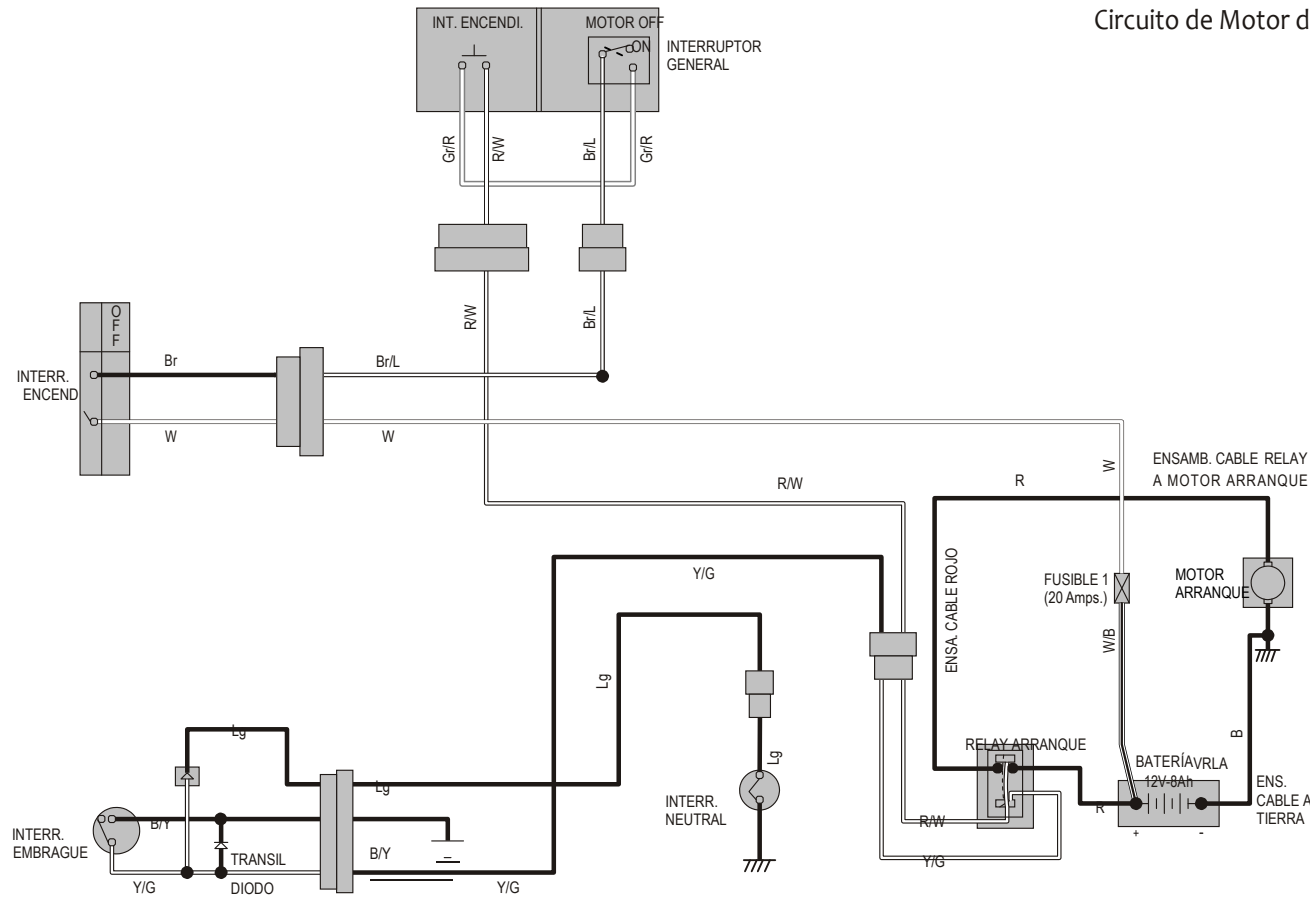 Circuito de Motor d
INT. ENCENDI.
MOTOR OFF
ON
INTERRUPTOR
GENERAL
Gr/R
R/W
Br/L
Gr/R
R/W
Br/L
OFF
INTERR.
ENCEND
Br
Br/L
W
W
R/W
R
W
ENSAMB. CABLE RELAY
A MOTOR ARRANQUE
Y/G
ENSA. CABLE ROJO
FUSIBLE 1
(20 Amps.)
MOTOR
ARRANQUE
W/B
Lg
Lg
Lg
Lg
B
RELAY ARRANQUE
BATERÍA VRLA
12V-8Ah
R
+
-
ENS.
CABLE A
TIERRA
INTERR.
NEUTRAL
R/W
Y/G
INTERR.
EMBRAGUE
B/Y
B/Y
TRANSIL
DIODO
Y/G
Y/G